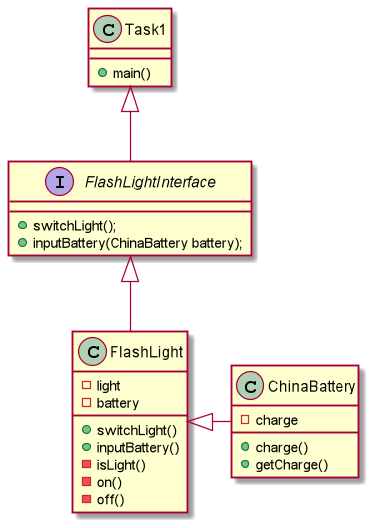 C Task1
main()
I FlashLightInterface
switchLight();
inputBattery(ChinaBattery battery);
C FlashLight
light
battery
switchLight()
inputBattery()
isLight()
on()
off()
C ChinaBattery
charge
charge()
getCharge()